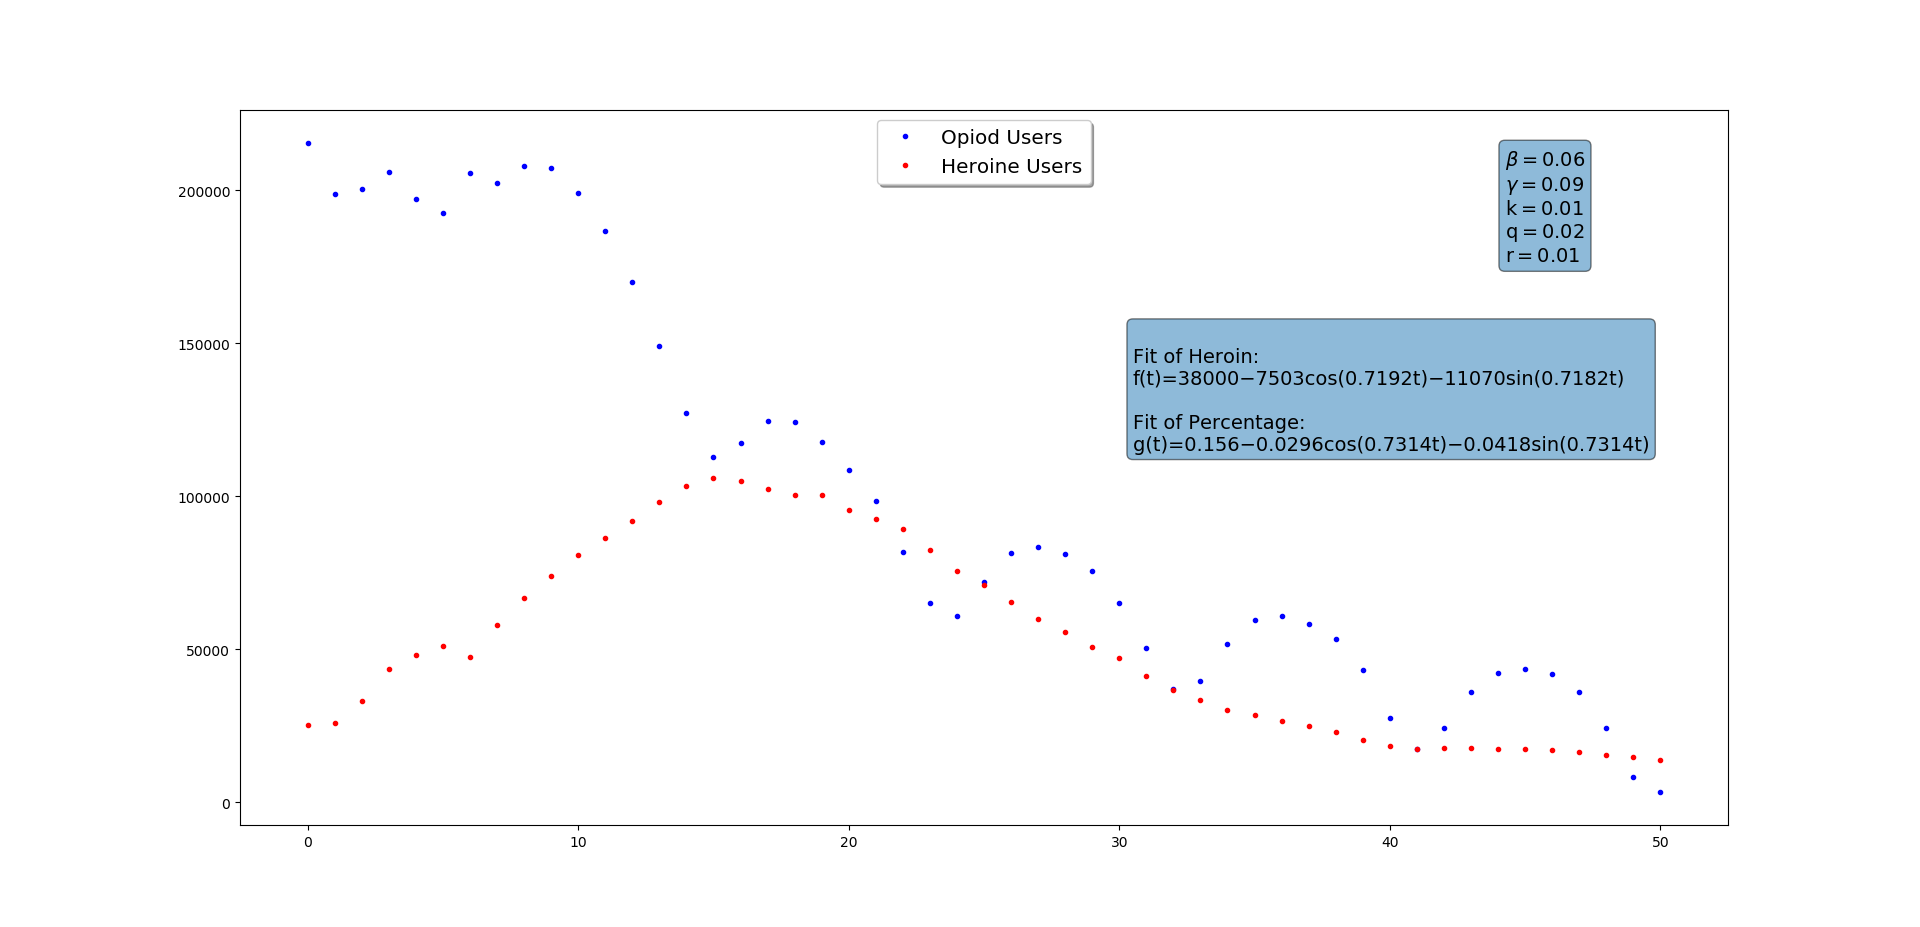 Opiod Users
Heroine Users
β = 0.06
γ = 0.09
k = 0.01
q = 0.02
r = 0.01
Fit of Heroin:
f(t)=38000−7503cos(0.7192t)−11070sin(0.7182t)
Fit of Percentage:
g(t)=0.156−0.0296cos(0.7314t)−0.0418sin(0.7314t)
200000
150000
100000
50000
0
0 10 20 30 40 50